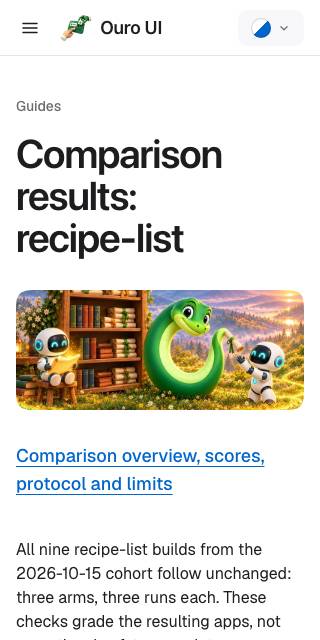 Ouro UI
Guides
Comparison
results:
recipe-list
Comparison overview, scores,
protocol and limits
All nine recipe-list builds from the
2026-10-15 cohort follow unchanged:
three arms, three runs each. These
checks grade the resulting apps, not